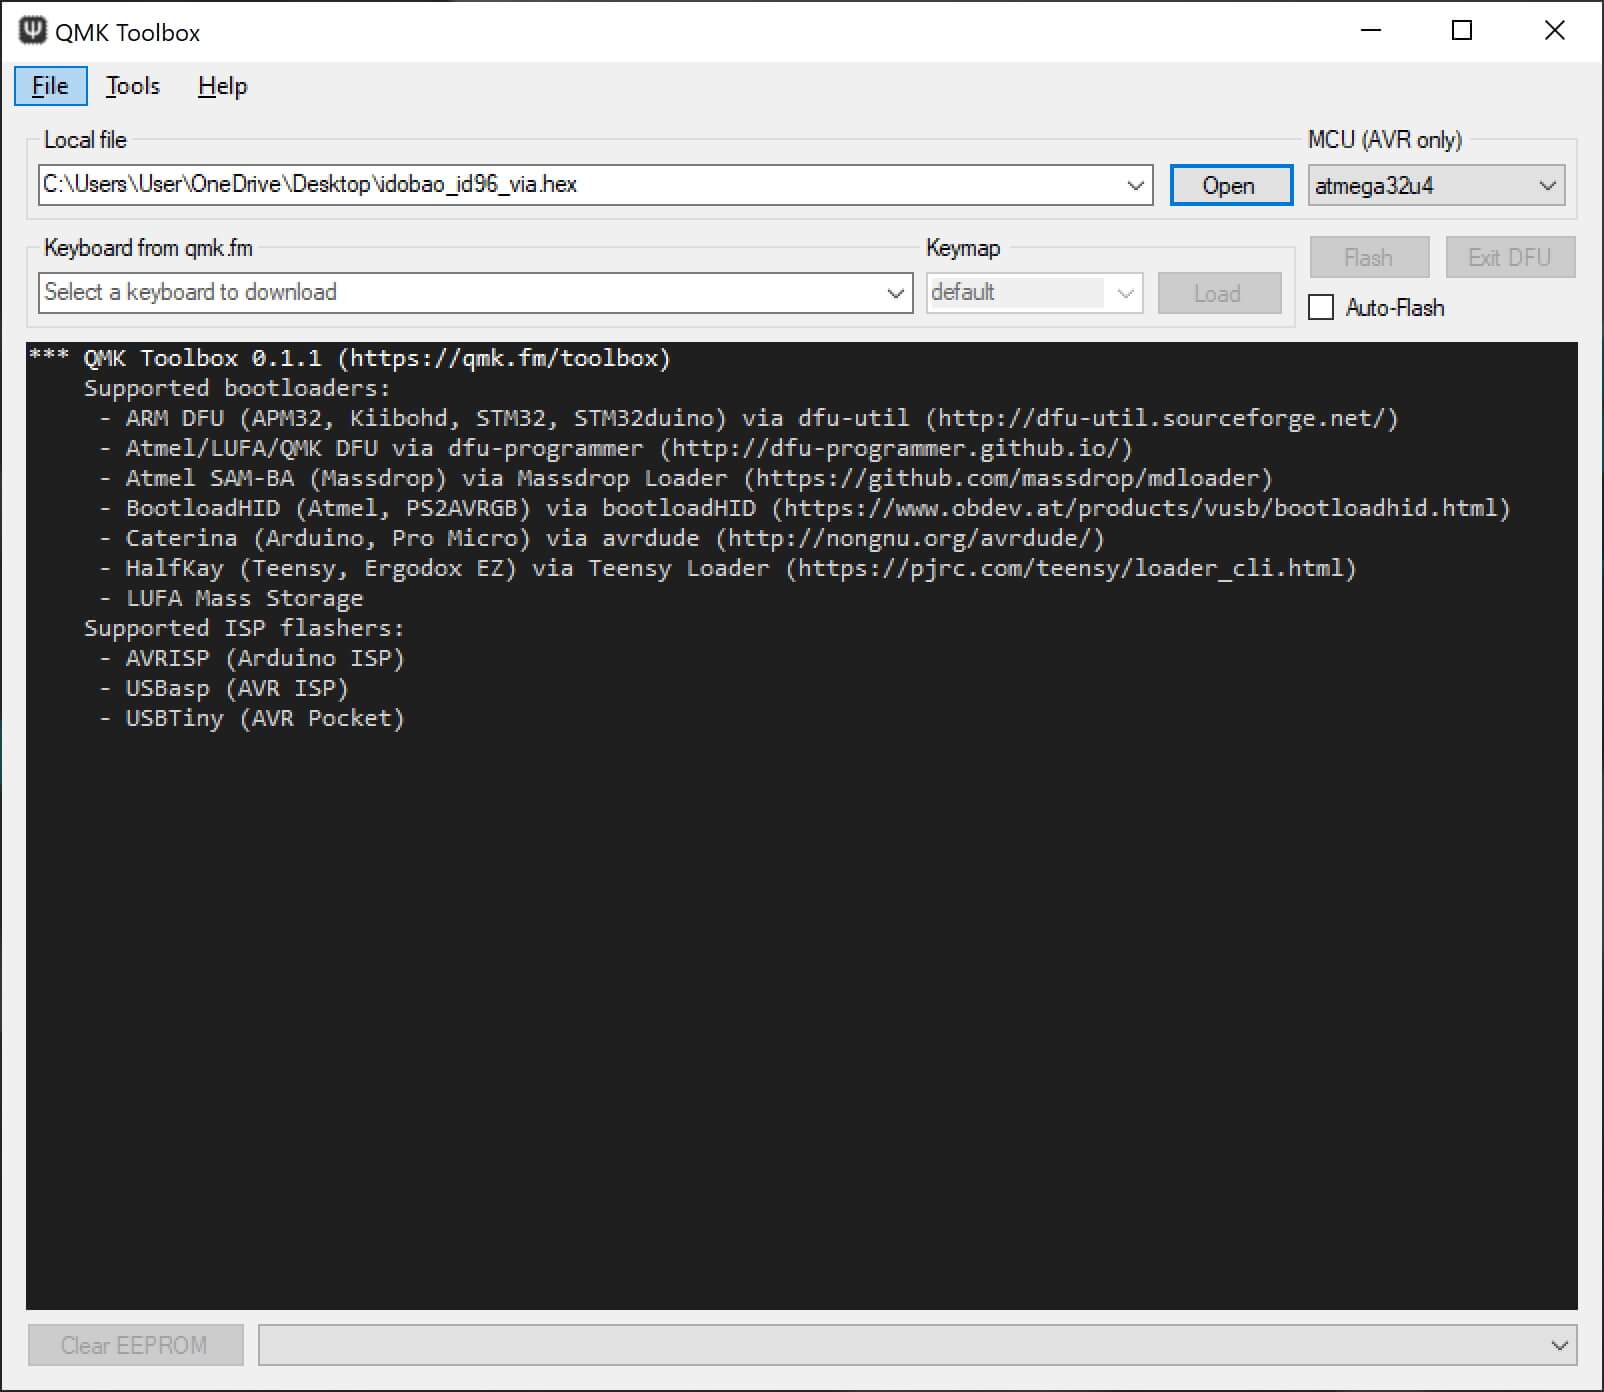 QMK Toolbox
File Tools Help
Local file
MCU (AVR only)
C:\Users\User\OneDrive\Desktop\idobao_id96_via.hex
Open
atmega32u4
Keyboard from qmk.fm
Keymap
Flash
Exit DFU
Select a keyboard to download
default
Load
Auto-Flash
*** QMK Toolbox 0.1.1 (https://qmk.fm/toolbox)
Supported bootloaders:
- ARM DFU (APM32, Kiibohd, STM32, STM32duino) via dfu-util (http://dfu-util.sourceforge.net/)
- Atmel/LUFA/QMK DFU via dfu-programmer (http://dfu-programmer.github.io/)
- Atmel SAM-BA (Massdrop) via Massdrop Loader (https://github.com/massdrop/mdloader)
- BootloadHID (Atmel, PS2AVRGB) via bootloadHID (https://www.obdev.at/products/vusb/bootloadhid.html)
- Caterina (Arduino, Pro Micro) via avrdude (http://nongnu.org/avrdude/)
- HalfKay (Teensy, Ergodox EZ) via Teensy Loader (https://pjrc.com/teensy/loader_cli.html)
- LUFA Mass Storage
Supported ISP flashers:
- AVRISP (Arduino ISP)
- USBasp (AVR ISP)
- USBTiny (AVR Pocket)
Clear EEPROM